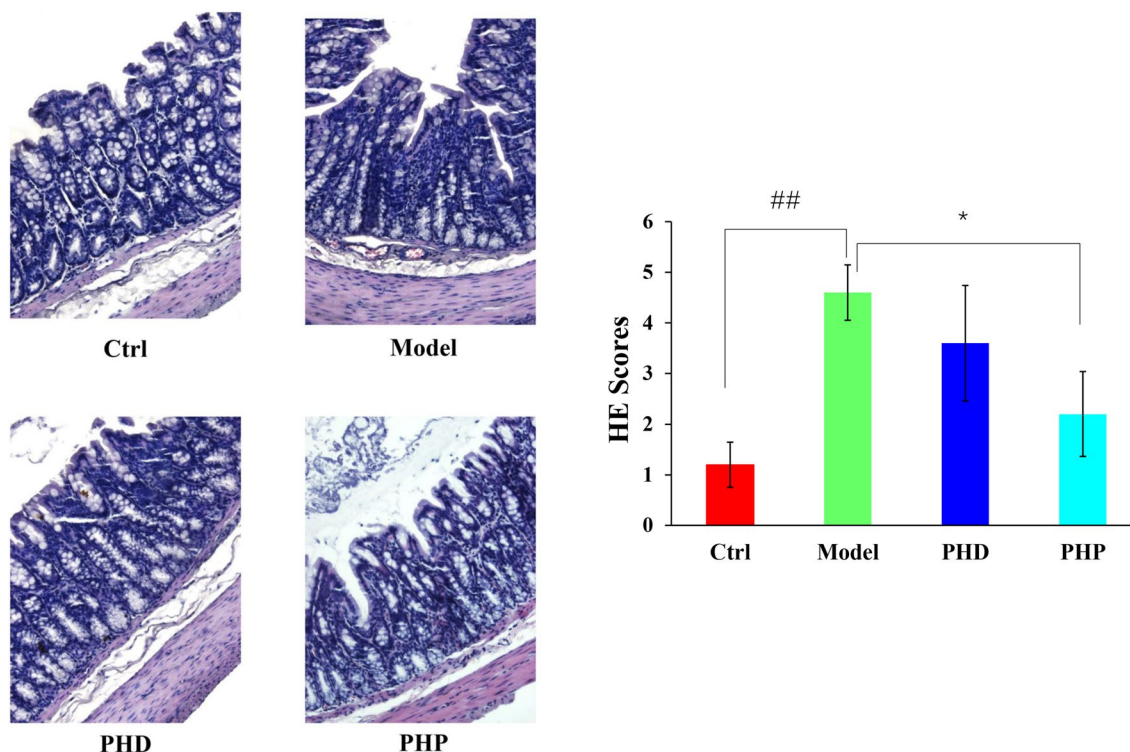 Ctrl
Model
PHD
PHP
##
*
HE Scores
6
5
4
3
2
1
0
Ctrl
Model
PHD
PHP